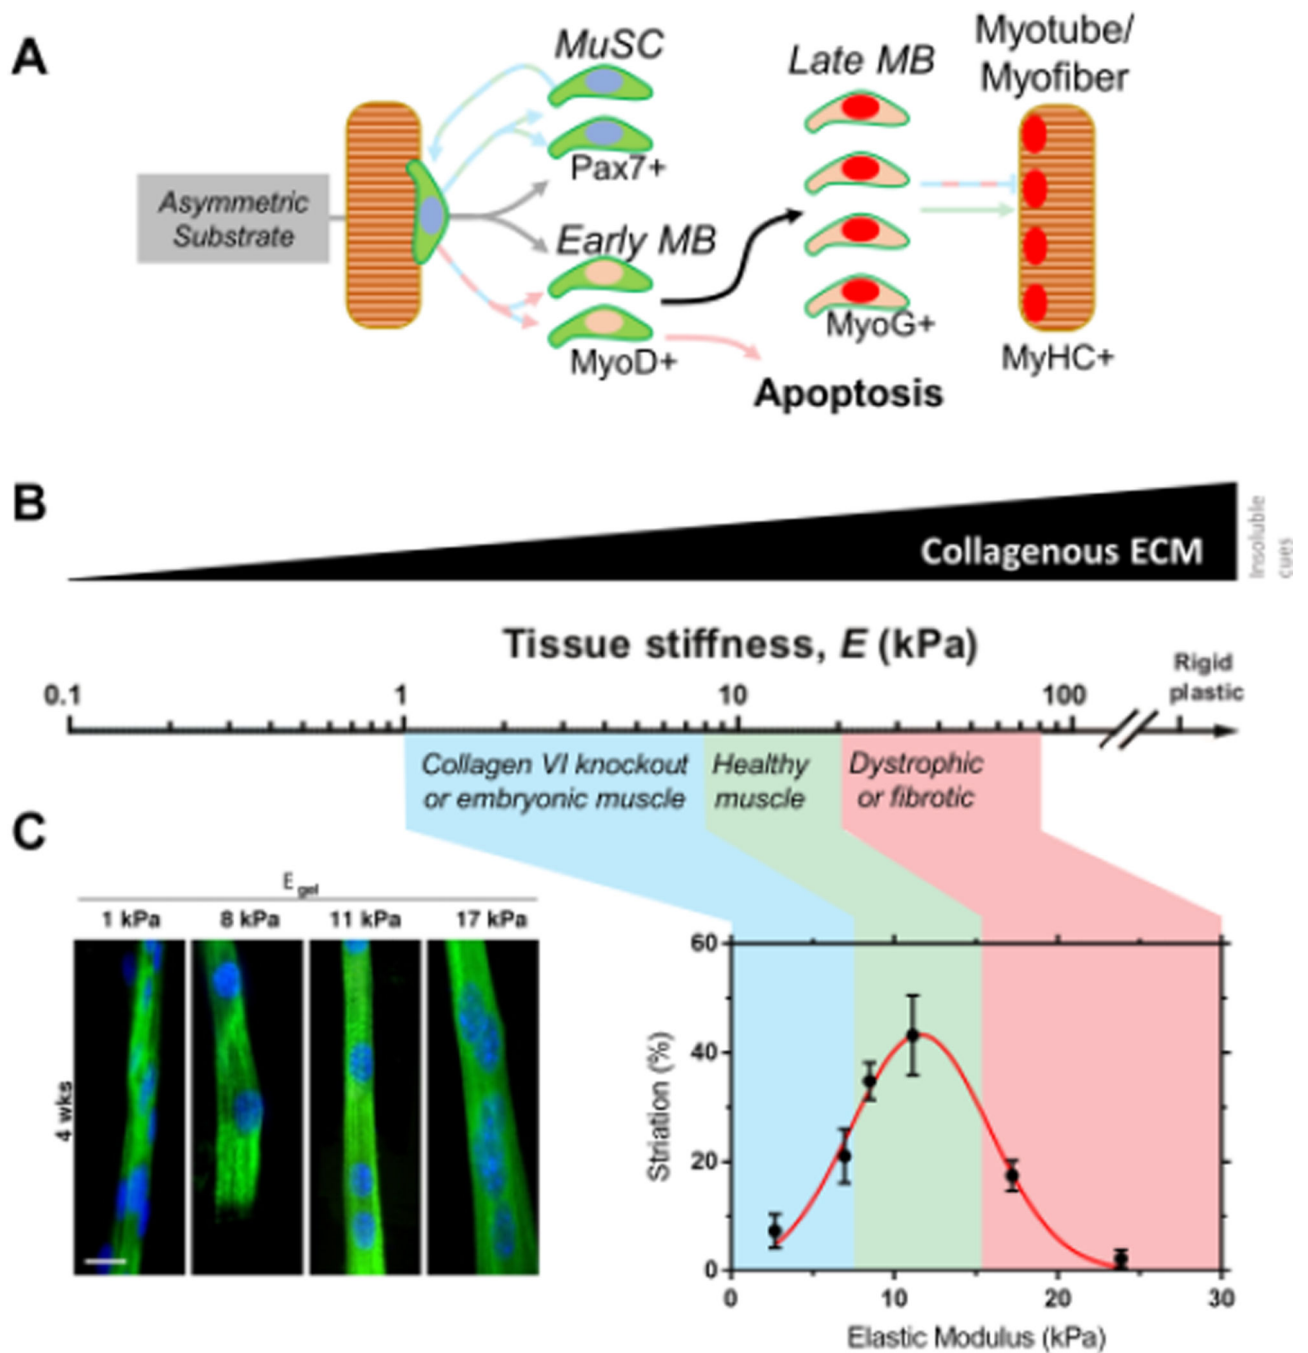 A
MuSC
Late MB
Myotube/
Myofiber
Pax7+
Asymmetric
Substrate
Early MB
MyoG+
MyoD+
MyHC+
Apoptosis
B
Collagenous ECM
Insoluble
cues
Tissue stiffness, E (kPa)
Rigid
plastic
0.1 1 10 100
Collagen VI knockout
or embryonic muscle
Healthy
muscle
Dystrophic
or fibrotic
C
E gel
1 kPa 8 kPa 11 kPa 17 kPa
4 wks
60
40
20
0
Striation (%)
0 10 20 30
Elastic Modulus (kPa)